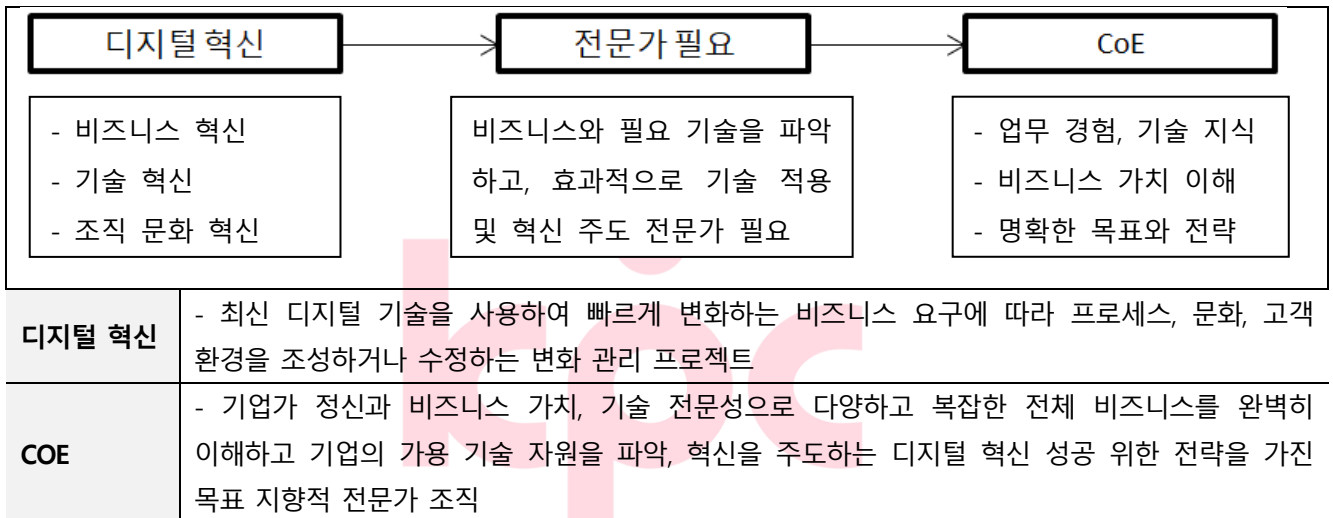 디지털 혁신
전문가 필요
CoE
- 비즈니스 혁신
- 기술 혁신
- 조직 문화 혁신
비즈니스와 필요 기술을 파악
하고, 효과적으로 기술 적용
및 혁신 주도 전문가 필요
- 업무 경험, 기술 지식
- 비즈니스 가치 이해
- 명확한 목표와 전략
디지털 혁신
- 최신 디지털 기술을 사용하여 빠르게 변화하는 비즈니스 요구에 따라 프로세스, 문화, 고객
환경을 조성하거나 수정하는 변화 관리 프로젝트
COE
- 기업가 정신과 비즈니스 가치, 기술 전문성으로 다양하고 복잡한 전체 비즈니스를 완벽히
이해하고 기업의 가용 기술 자원을 파악, 혁신을 주도하는 디지털 혁신 성공 위한 전략을 가진
목표 지향적 전문가 조직
kpc